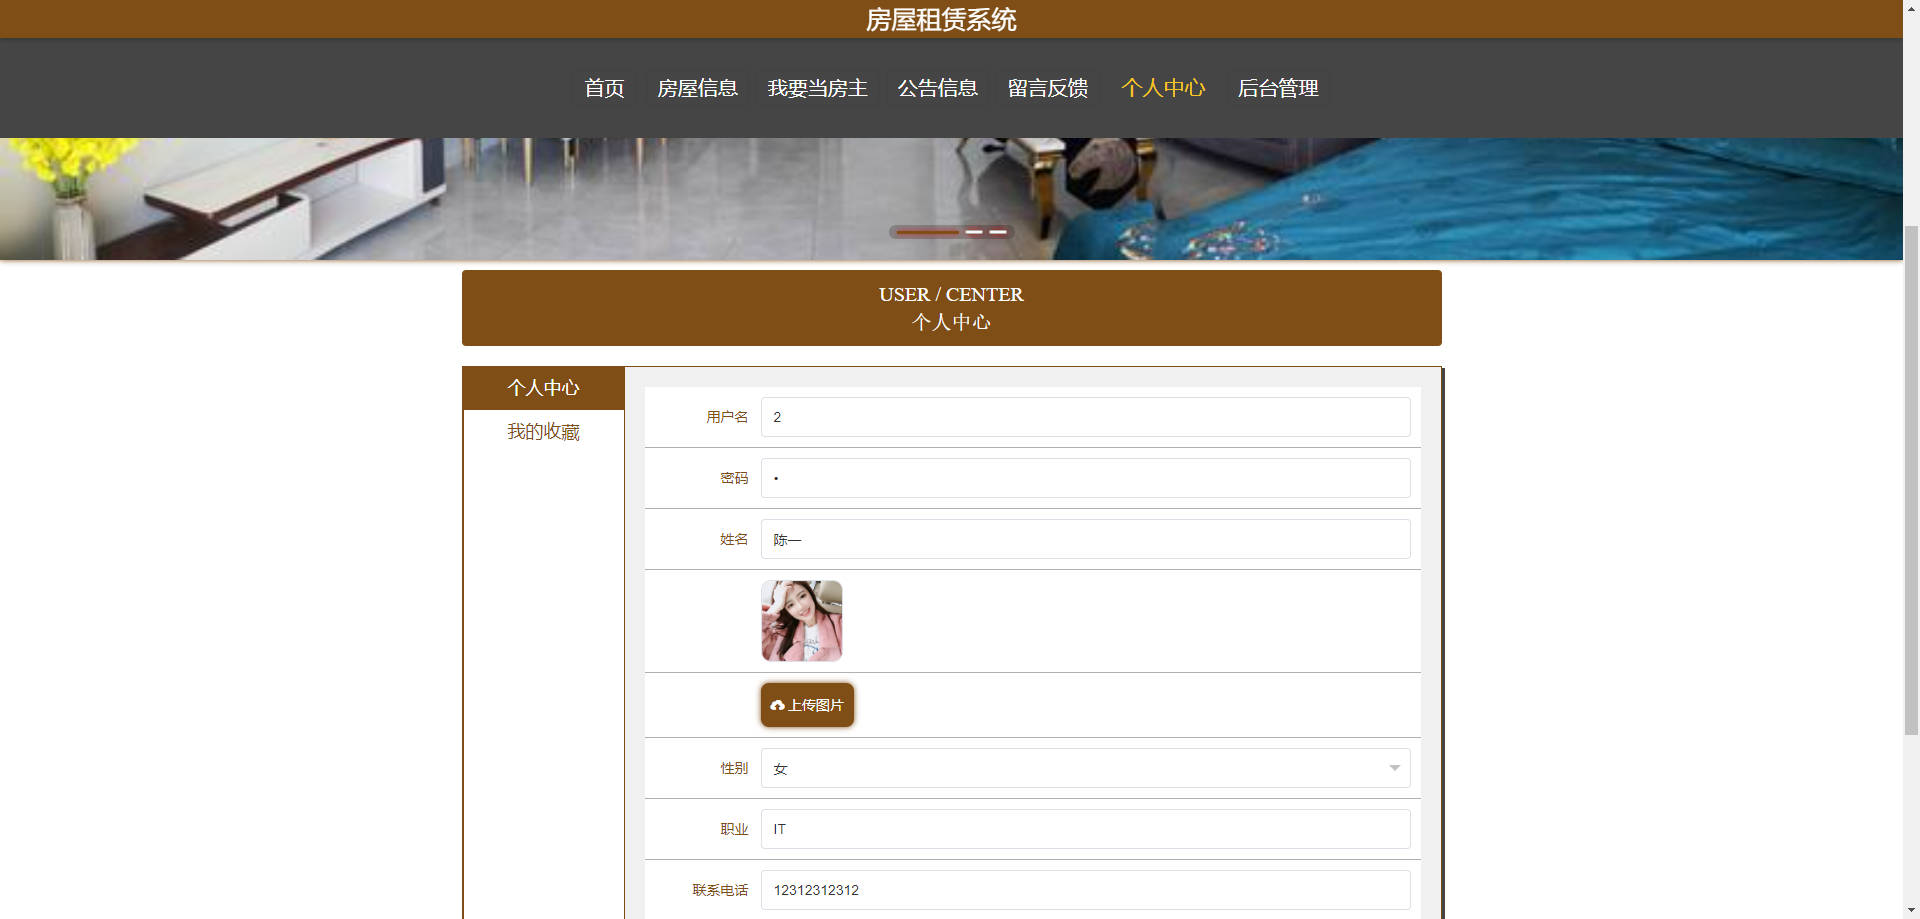 房屋租赁系统
首页 房屋信息 我要当房主 公告信息 留言反馈 个人中心 后台管理
USER / CENTER
个人中心
个人中心
我的收藏
用户名 2
密码 •
姓名 陈一
上传图片
性别 女
职业 IT
联系电话 12312312312